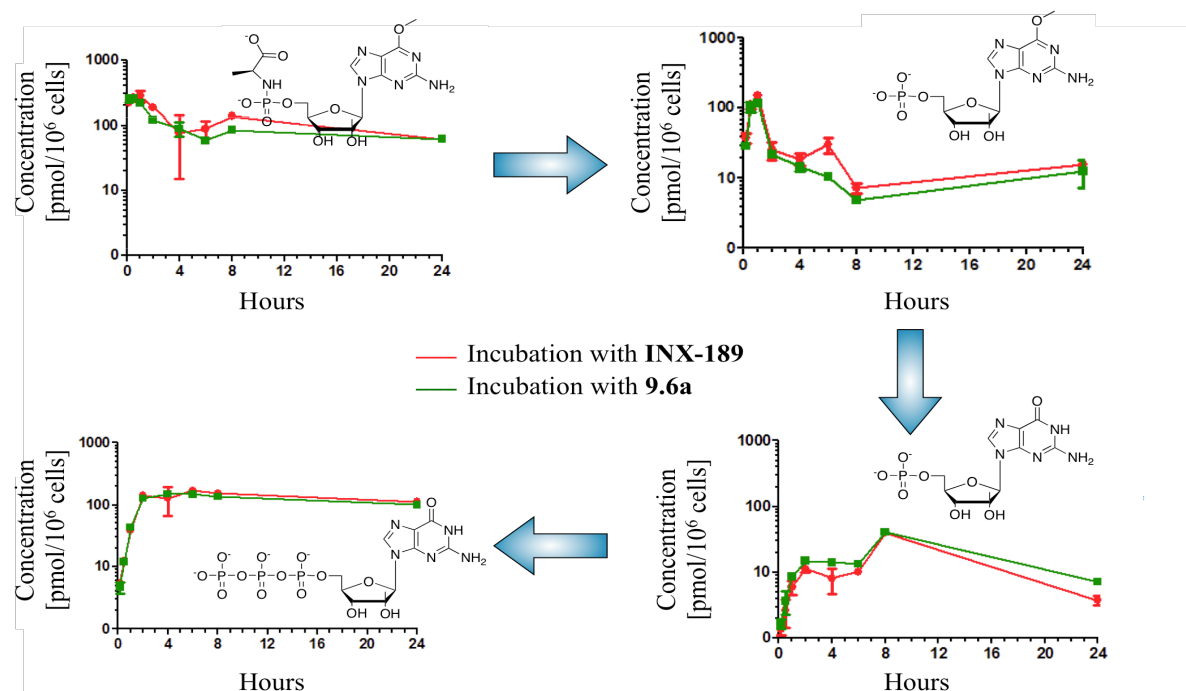 Concentration
[pmol/10⁶ cells]
1000
100
10
0
0 4 8 12 16 20 24
Hours
⁻O
O
NH
⁻O P O
O⁻
O
N
N
N
N
NH₂
O
OH OH
Concentration
[pmol/10⁶ cells]
1000
100
10
0
0 4 8 12 16 20 24
Hours
O⁻
⁻O P O
O
O
N
N
N
N
NH₂
O
OH OH
Incubation with INX-189
Incubation with 9.6a
Concentration
[pmol/10⁶ cells]
1000
100
10
0
0 4 8 12 16 20 24
Hours
O⁻ O⁻ O⁻
⁻O P O P O P O
O O O
O
N
NH
N
N
NH₂
O
OH OH
Concentration
[pmol/10⁶ cells]
1000
100
10
0
0 4 8 12 16 20 24
Hours
O⁻
⁻O P O
O
O
N
NH
N
N
NH₂
O
OH OH